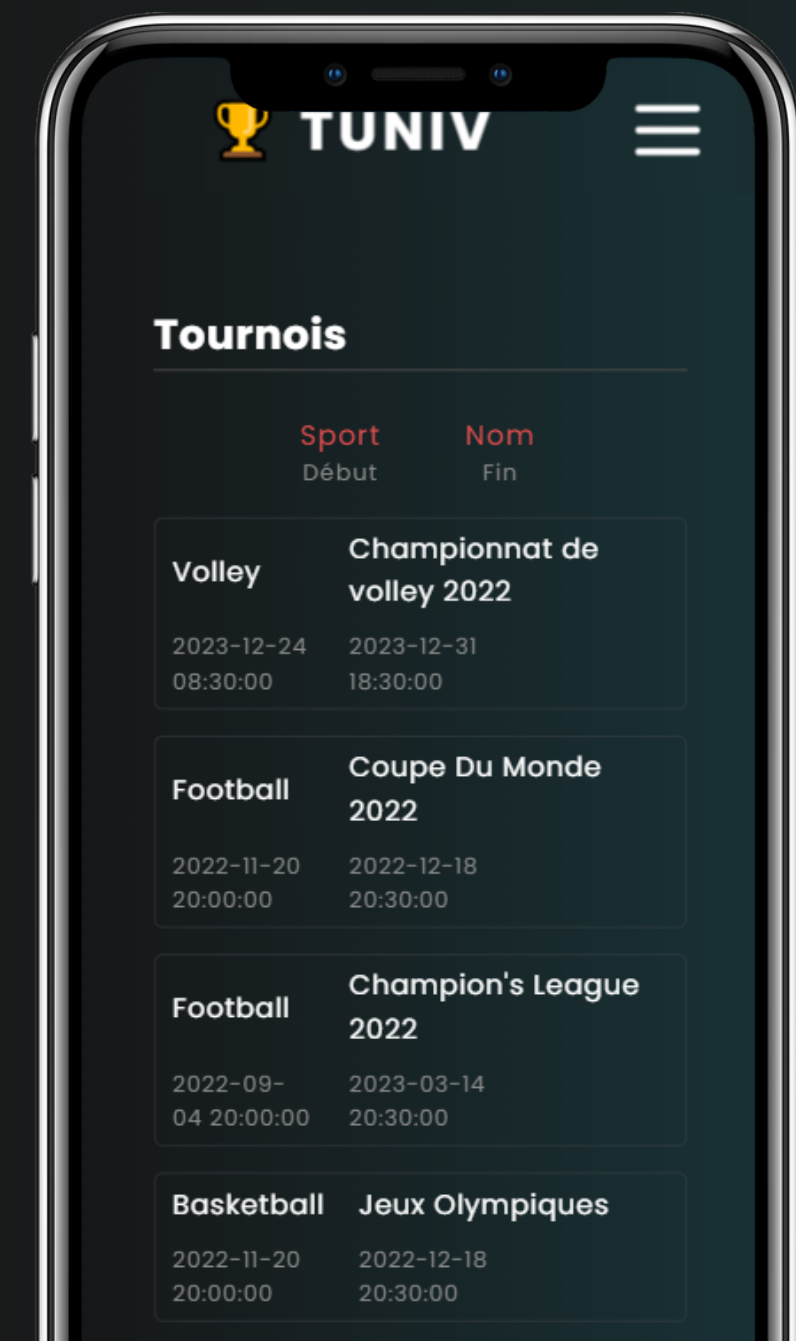 TUNIV
Tournois
Sport Nom
Début Fin
Volley
Championnat de
volley 2022
2023-12-24 2023-12-31
08:30:00 18:30:00
Football
Coupe Du Monde
2022
2022-11-20 2022-12-18
20:00:00 20:30:00
Football
Champion's League
2022
2022-09- 2023-03-14
04 20:00:00 20:30:00
Basketball Jeux Olympiques
2022-11-20 2022-12-18
20:00:00 20:30:00